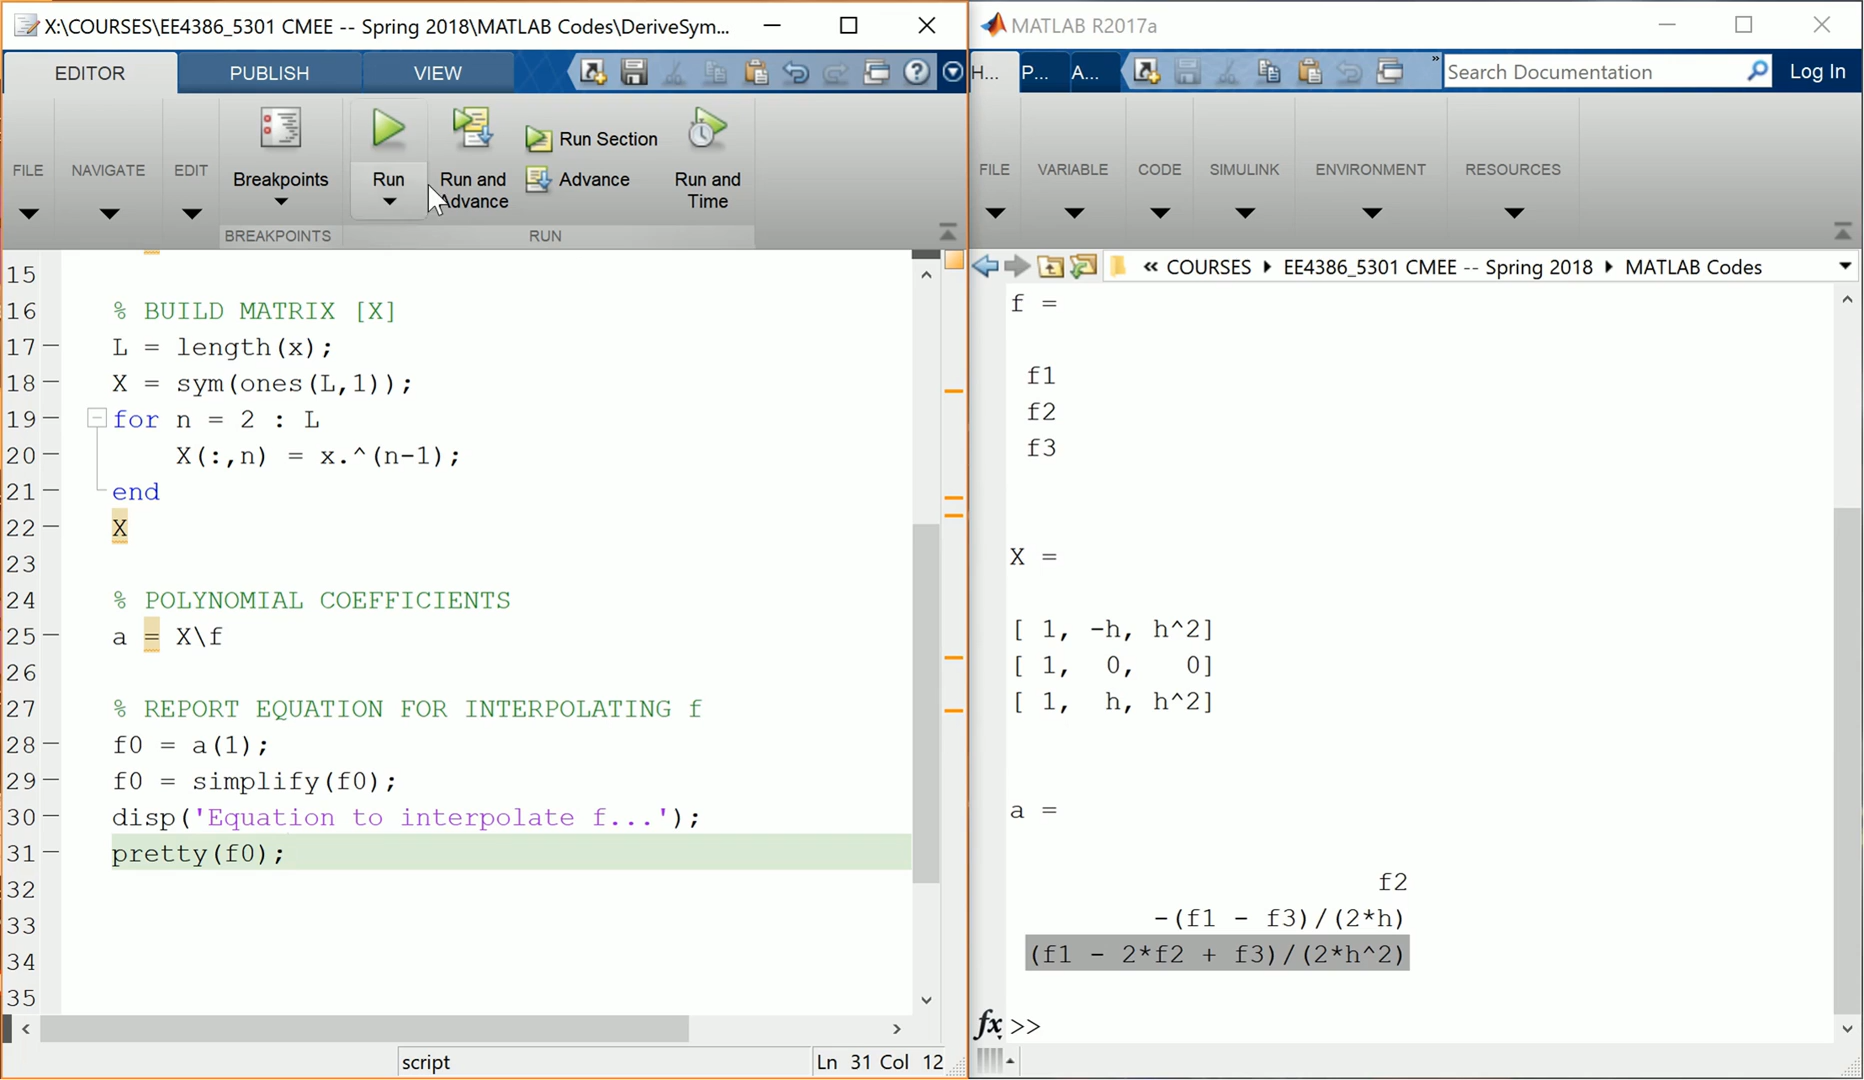 X:\COURSES\EE4386_5301 CMEE -- Spring 2018\MATLAB Codes\DeriveSym...
EDITOR PUBLISH VIEW
FILE NAVIGATE EDIT Breakpoints Run Run and Advance Run Section Advance Run and Time
BREAKPOINTS RUN
15
16 % BUILD MATRIX [X]
17 L = length(x);
18 X = sym(ones(L,1));
19 for n = 2 : L
20 X(:,n) = x.^(n-1);
21 end
22 X
23
24 % POLYNOMIAL COEFFICIENTS
25 a = X\f
26
27 % REPORT EQUATION FOR INTERPOLATING f
28 f0 = a(1);
29 f0 = simplify(f0);
30 disp('Equation to interpolate f...');
31 pretty(f0);
32
33
34
35
script Ln 31 Col 12
MATLAB R2017a
H... P... A... » Search Documentation Log In
FILE VARIABLE CODE SIMULINK ENVIRONMENT RESOURCES
« COURSES EE4386_5301 CMEE -- Spring 2018 MATLAB Codes
f =
f1
f2
f3
X =
[ 1, -h, h^2]
[ 1, 0, 0]
[ 1, h, h^2]
a =
f2
-(f1 - f3)/(2*h)
(f1 - 2*f2 + f3)/(2*h^2)
fx >>